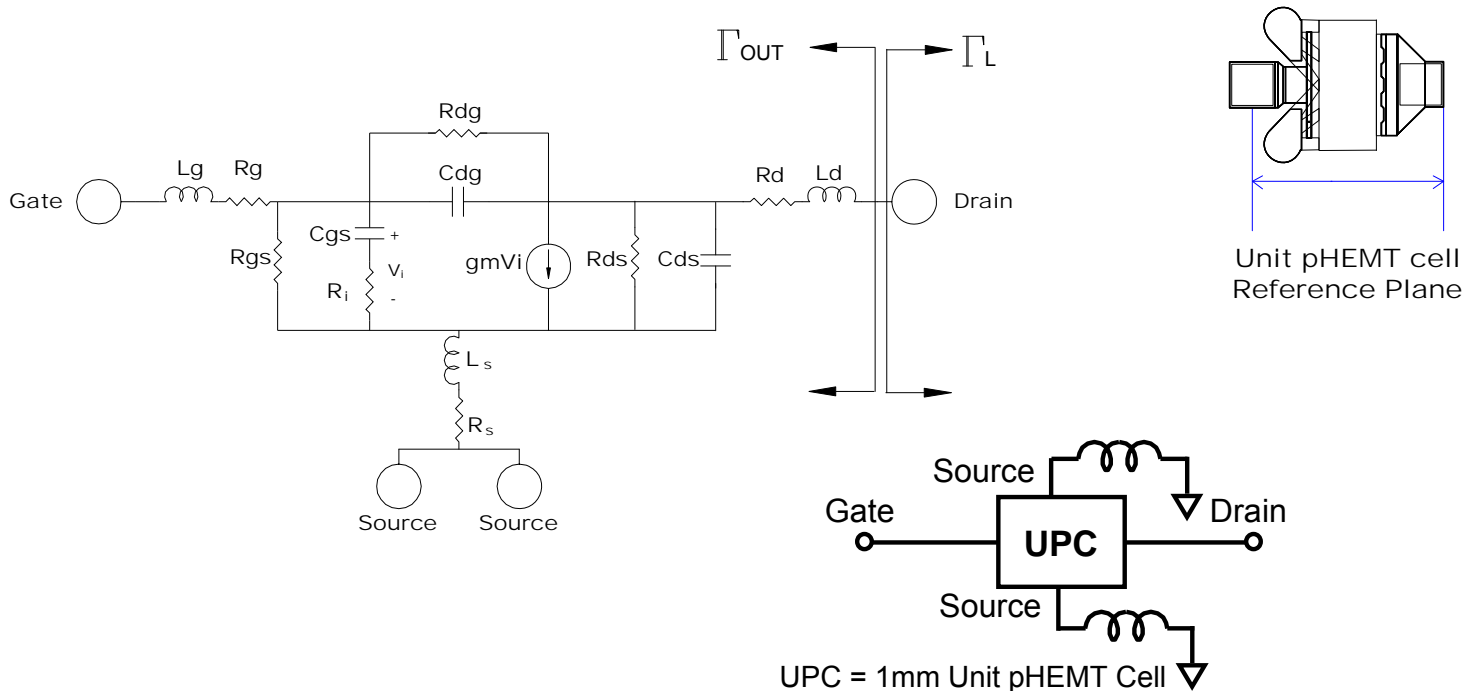 ΓOUT
ΓL
Rdg
Lg Rg
Cdg
Rd Ld
Gate
Drain
Cgs
+
Rgs
Vi
gmVi
Rds
Cds
Ri
-
Unit pHEMT cell
Reference Plane
Ls
Rs
Source Source
Source
Gate
Drain
UPC
Source
UPC = 1mm Unit pHEMT Cell